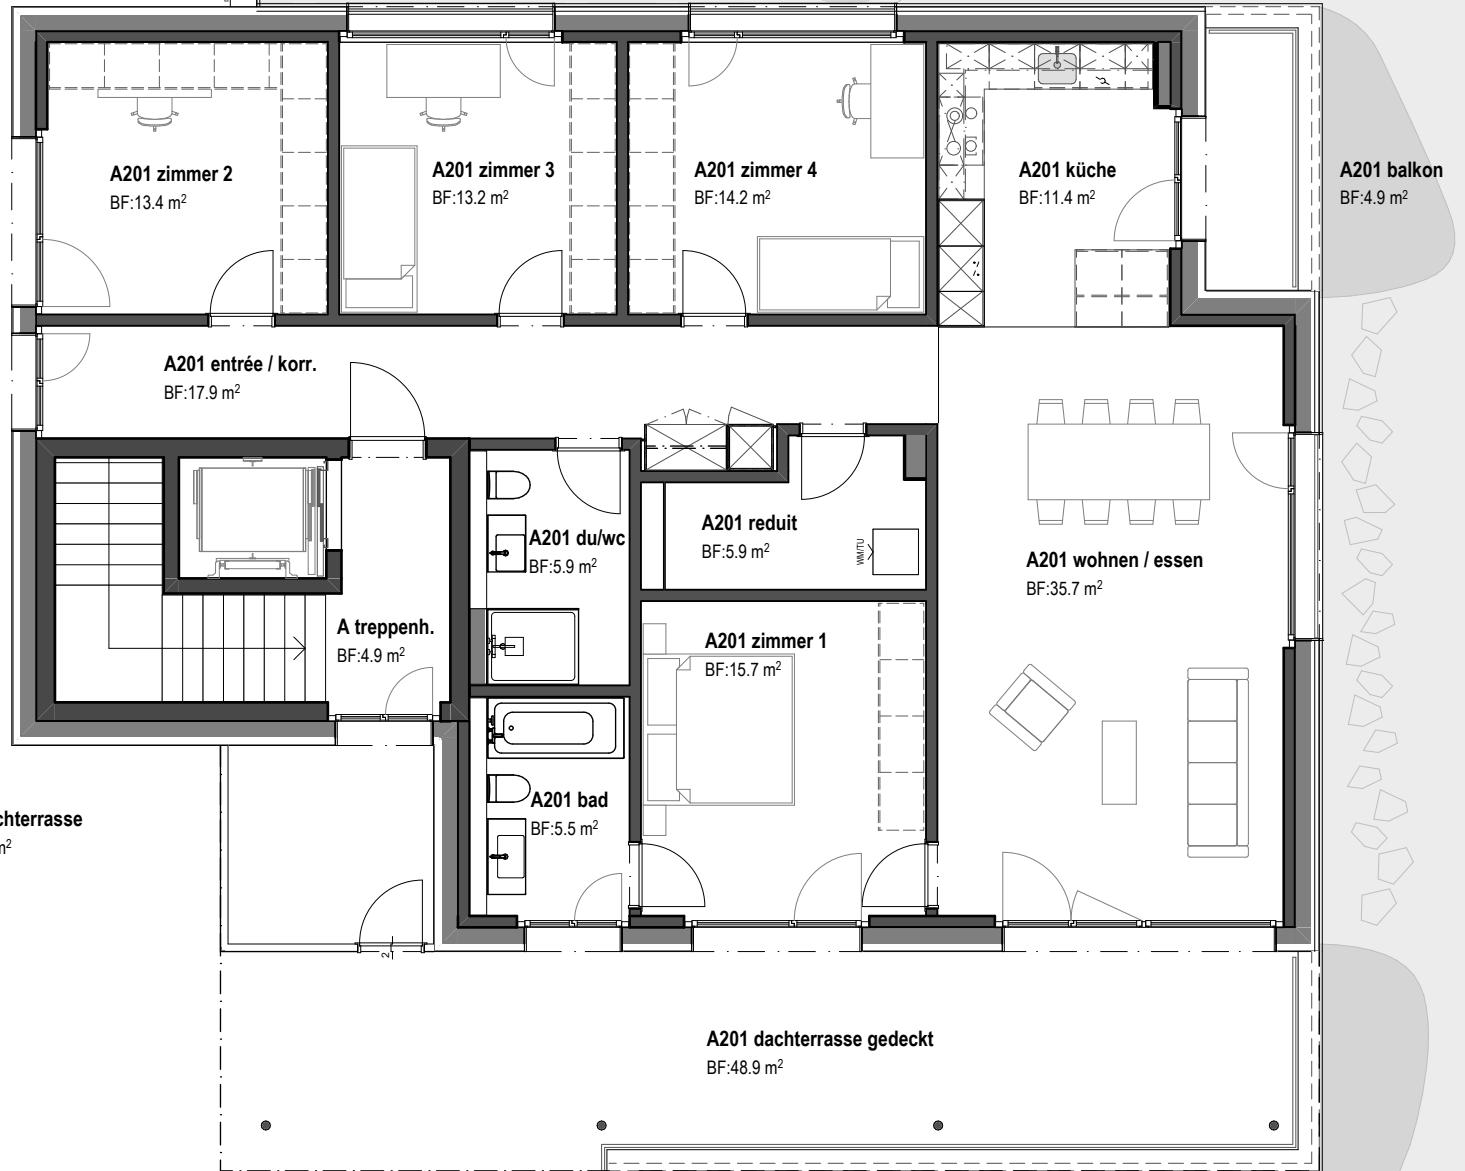 A201 zimmer 2
BF:13.4 m²
A201 zimmer 3
BF:13.2 m²
A201 zimmer 4
BF:14.2 m²
A201 küche
BF:11.4 m²
A201 balkon
BF:4.9 m²
A201 entrée / korr.
BF:17.9 m²
A201 du/wc
BF:5.9 m²
A201 reduit
BF:5.9 m²
WM/TU
A201 wohnen / essen
BF:35.7 m²
A treppenh.
BF:4.9 m²
A201 zimmer 1
BF:15.7 m²
A201 bad
BF:5.5 m²
chterrasse
m²
2
A201 dachterrasse gedeckt
BF:48.9 m²